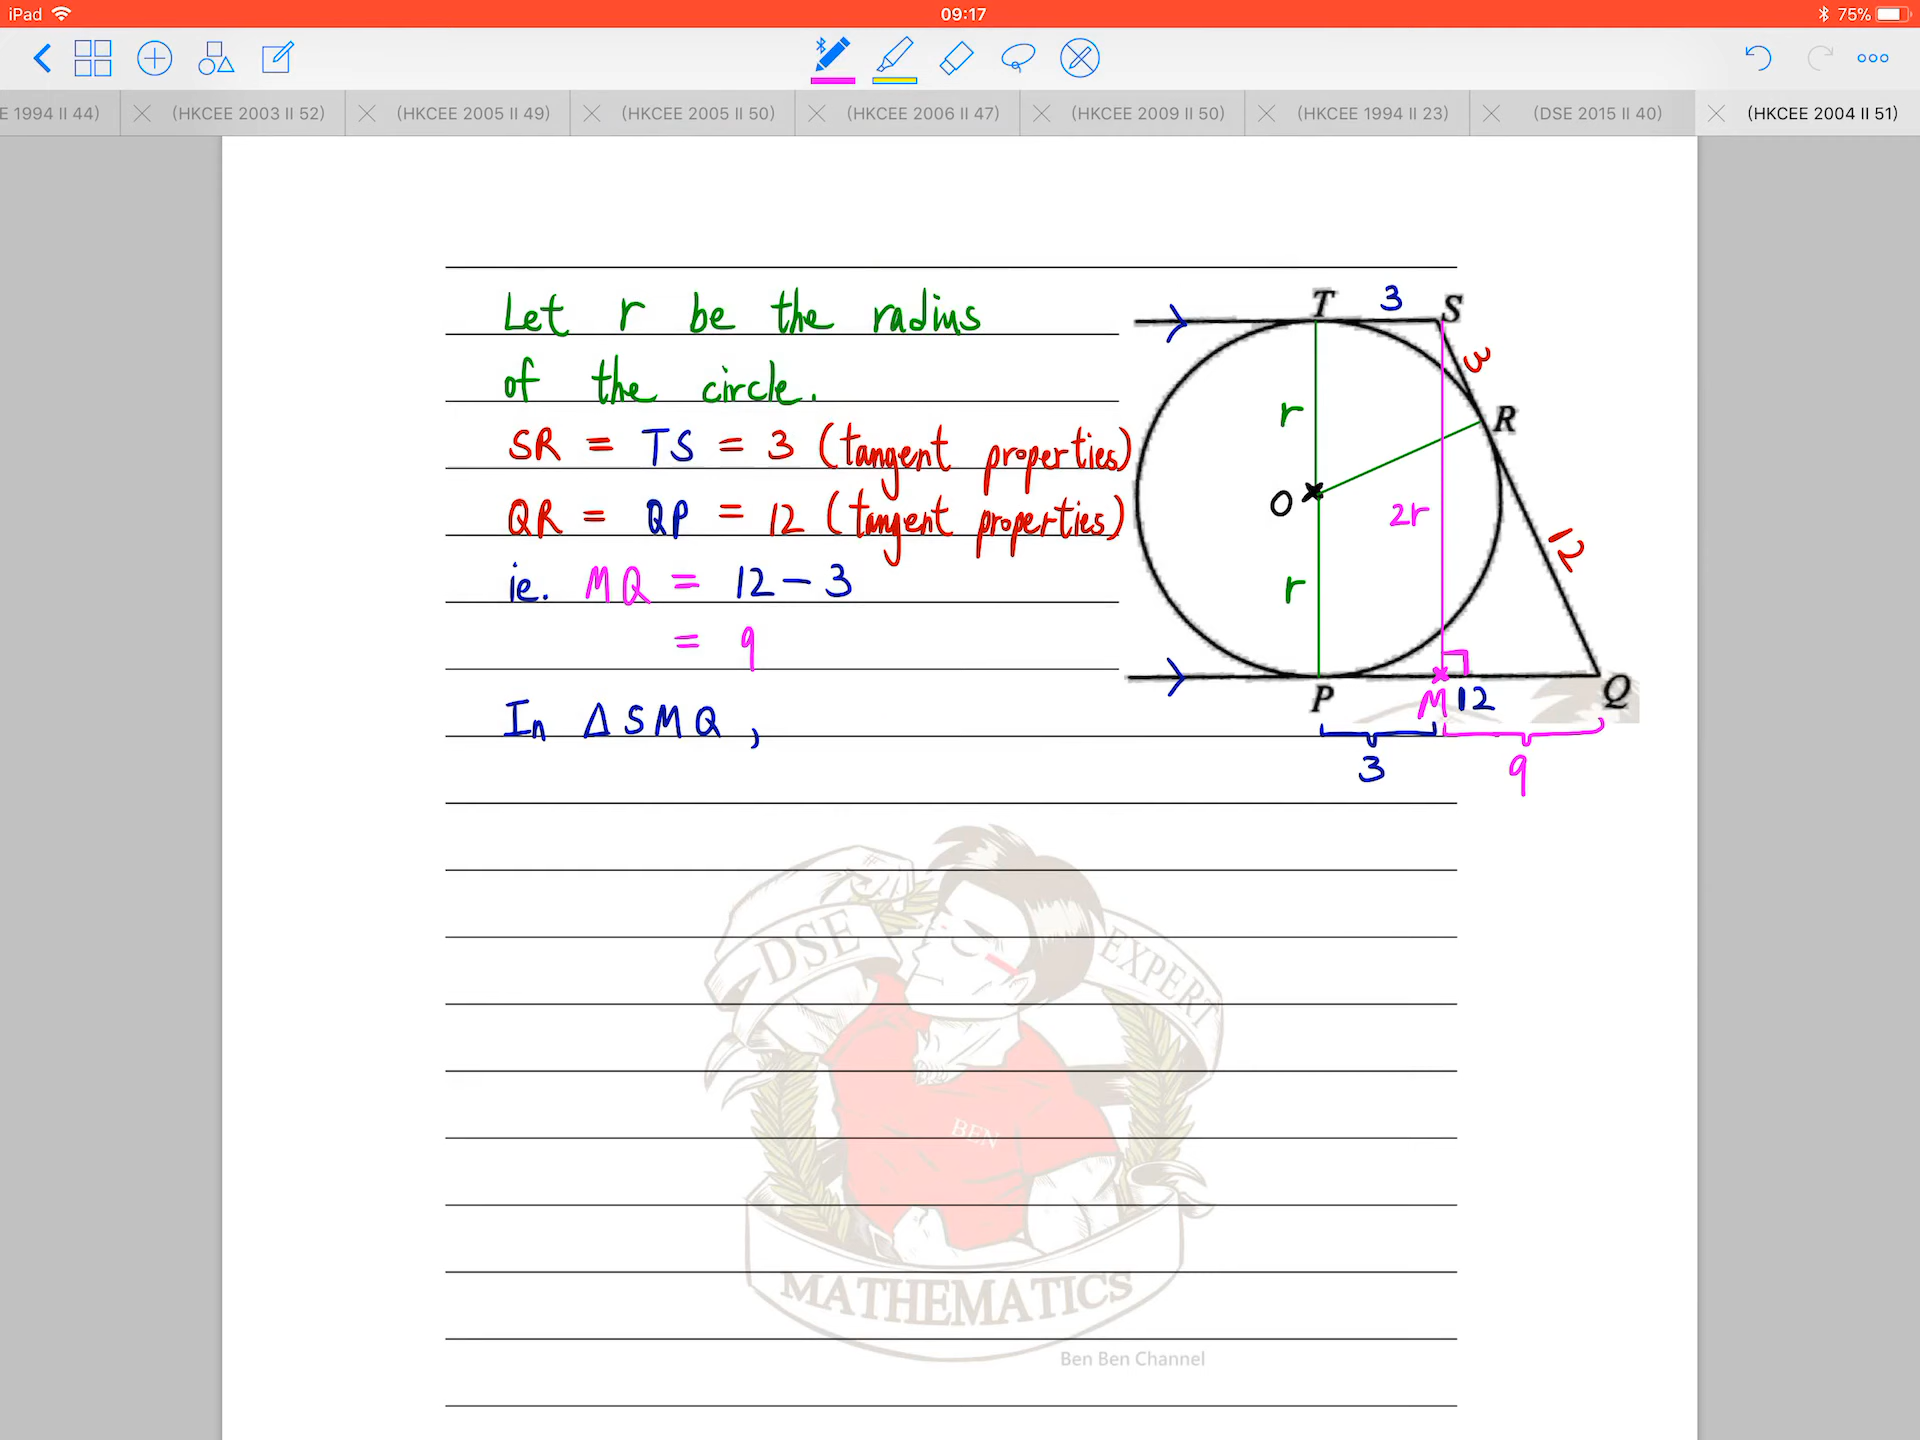 iPad 09:17 75%
E 1994 II 44) (HKCEE 2003 II 52) (HKCEE 2005 II 49) (HKCEE 2005 II 50) (HKCEE 2006 II 47) (HKCEE 2009 II 50) (HKCEE 1994 II 23) (DSE 2015 II 40) (HKCEE 2004 II 51)
Let r be the radius
of the circle.
SR = TS = 3 (tangent properties)
QR = QP = 12 (tangent properties)
ie. MQ = 12 - 3
= 9
In Δ SMQ,
T 3 S
3
r R
O 2r
12
r
P M 12 Q
3 9
DSE EXPERT
BEN
MATHEMATICS
Ben Ben Channel